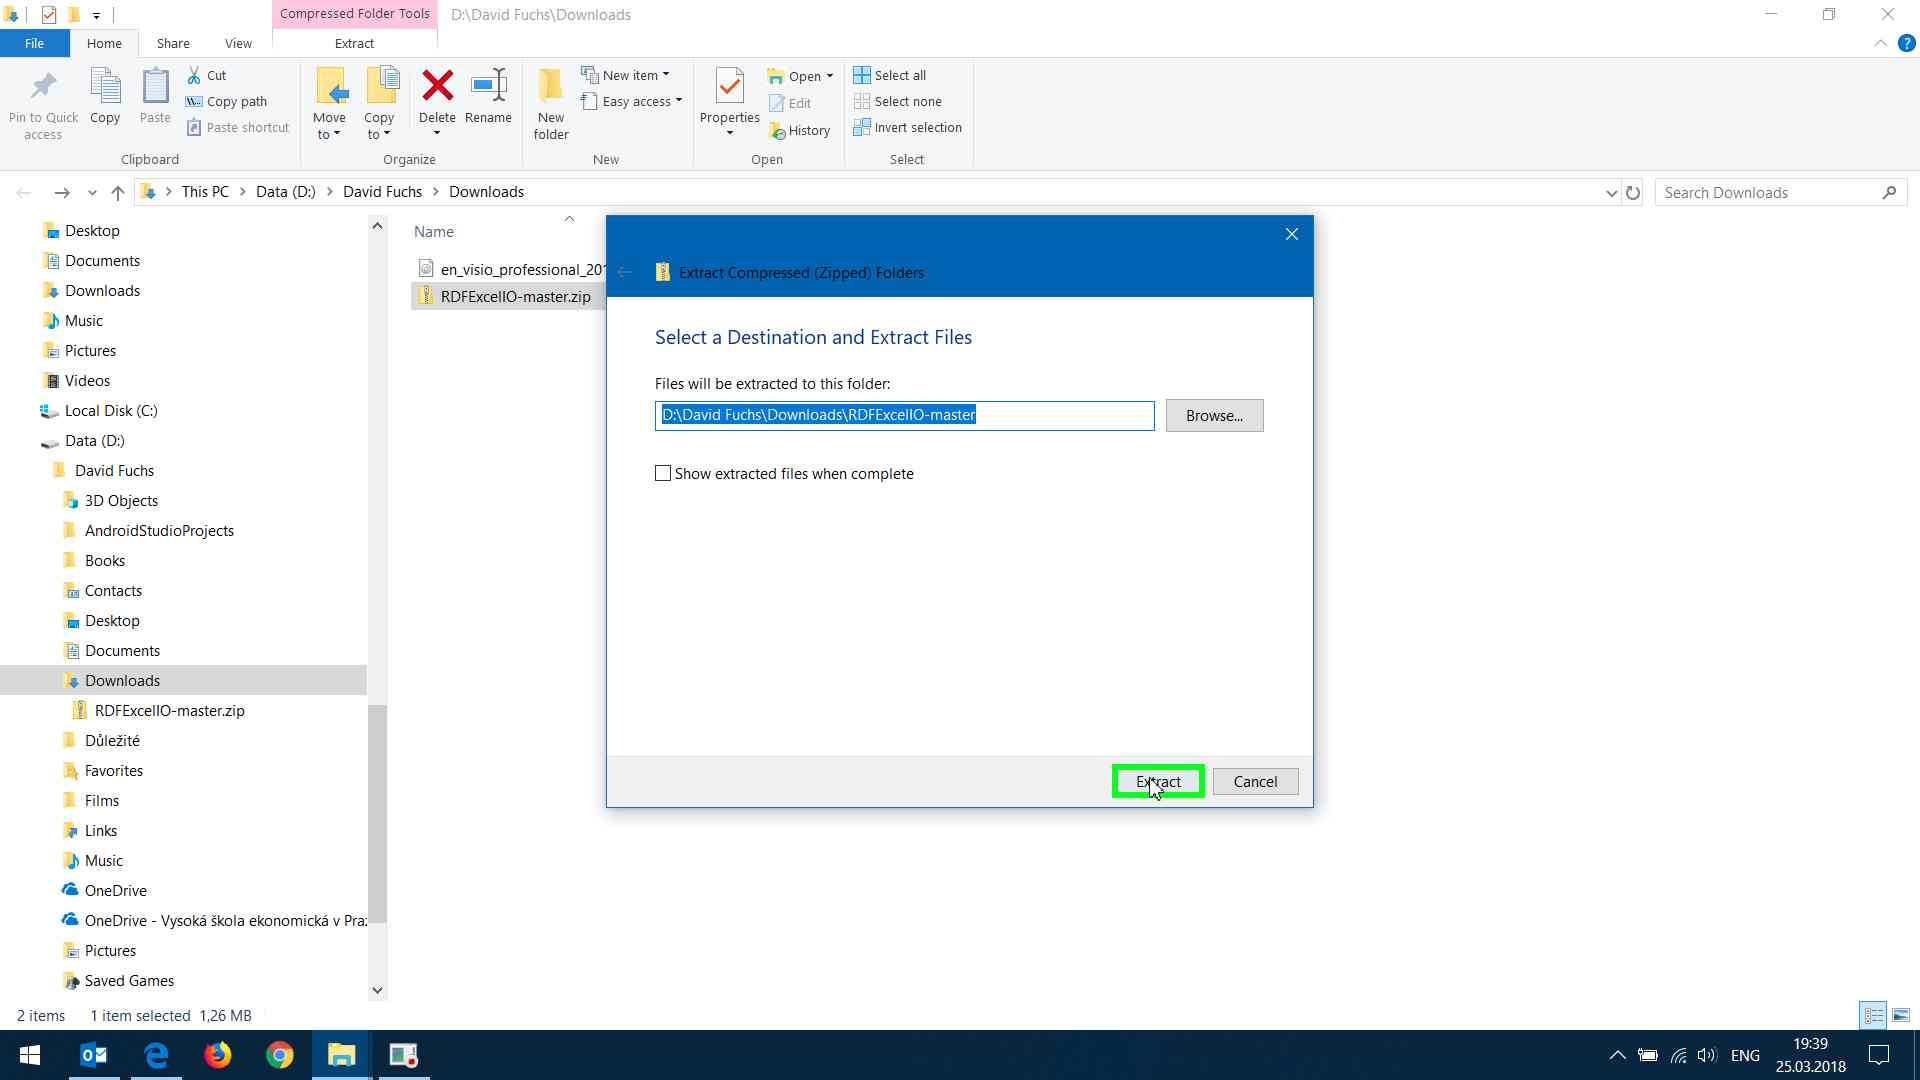 Compressed Folder Tools
D:\David Fuchs\Downloads
File
Home
Share
View
Extract
Pin to Quick access
Copy
Paste
Cut
Copy path
Paste shortcut
Clipboard
Move to
Copy to
Delete
Rename
Organize
New folder
New item
Easy access
New
Properties
Open
Edit
History
Open
Select all
Select none
Invert selection
Select
This PC
Data (D:)
David Fuchs
Downloads
Search Downloads
Desktop
Documents
Downloads
Music
Pictures
Videos
Local Disk (C:)
Data (D:)
David Fuchs
3D Objects
AndroidStudioProjects
Books
Contacts
Desktop
Documents
Downloads
RDFExcelIO-master.zip
Důležité
Favorites
Films
Links
Music
OneDrive
OneDrive - Vysoká škola ekonomická v Pra
Pictures
Saved Games
Name
en_visio_professional_201
RDFExcelIO-master.zip
Extract Compressed (Zipped) Folders
Select a Destination and Extract Files
Files will be extracted to this folder:
D:\David Fuchs\Downloads\RDFExcelIO-master
Browse...
Show extracted files when complete
Extract
Cancel
2 items
1 item selected 1,26 MB
ENG
19:39
25.03.2018